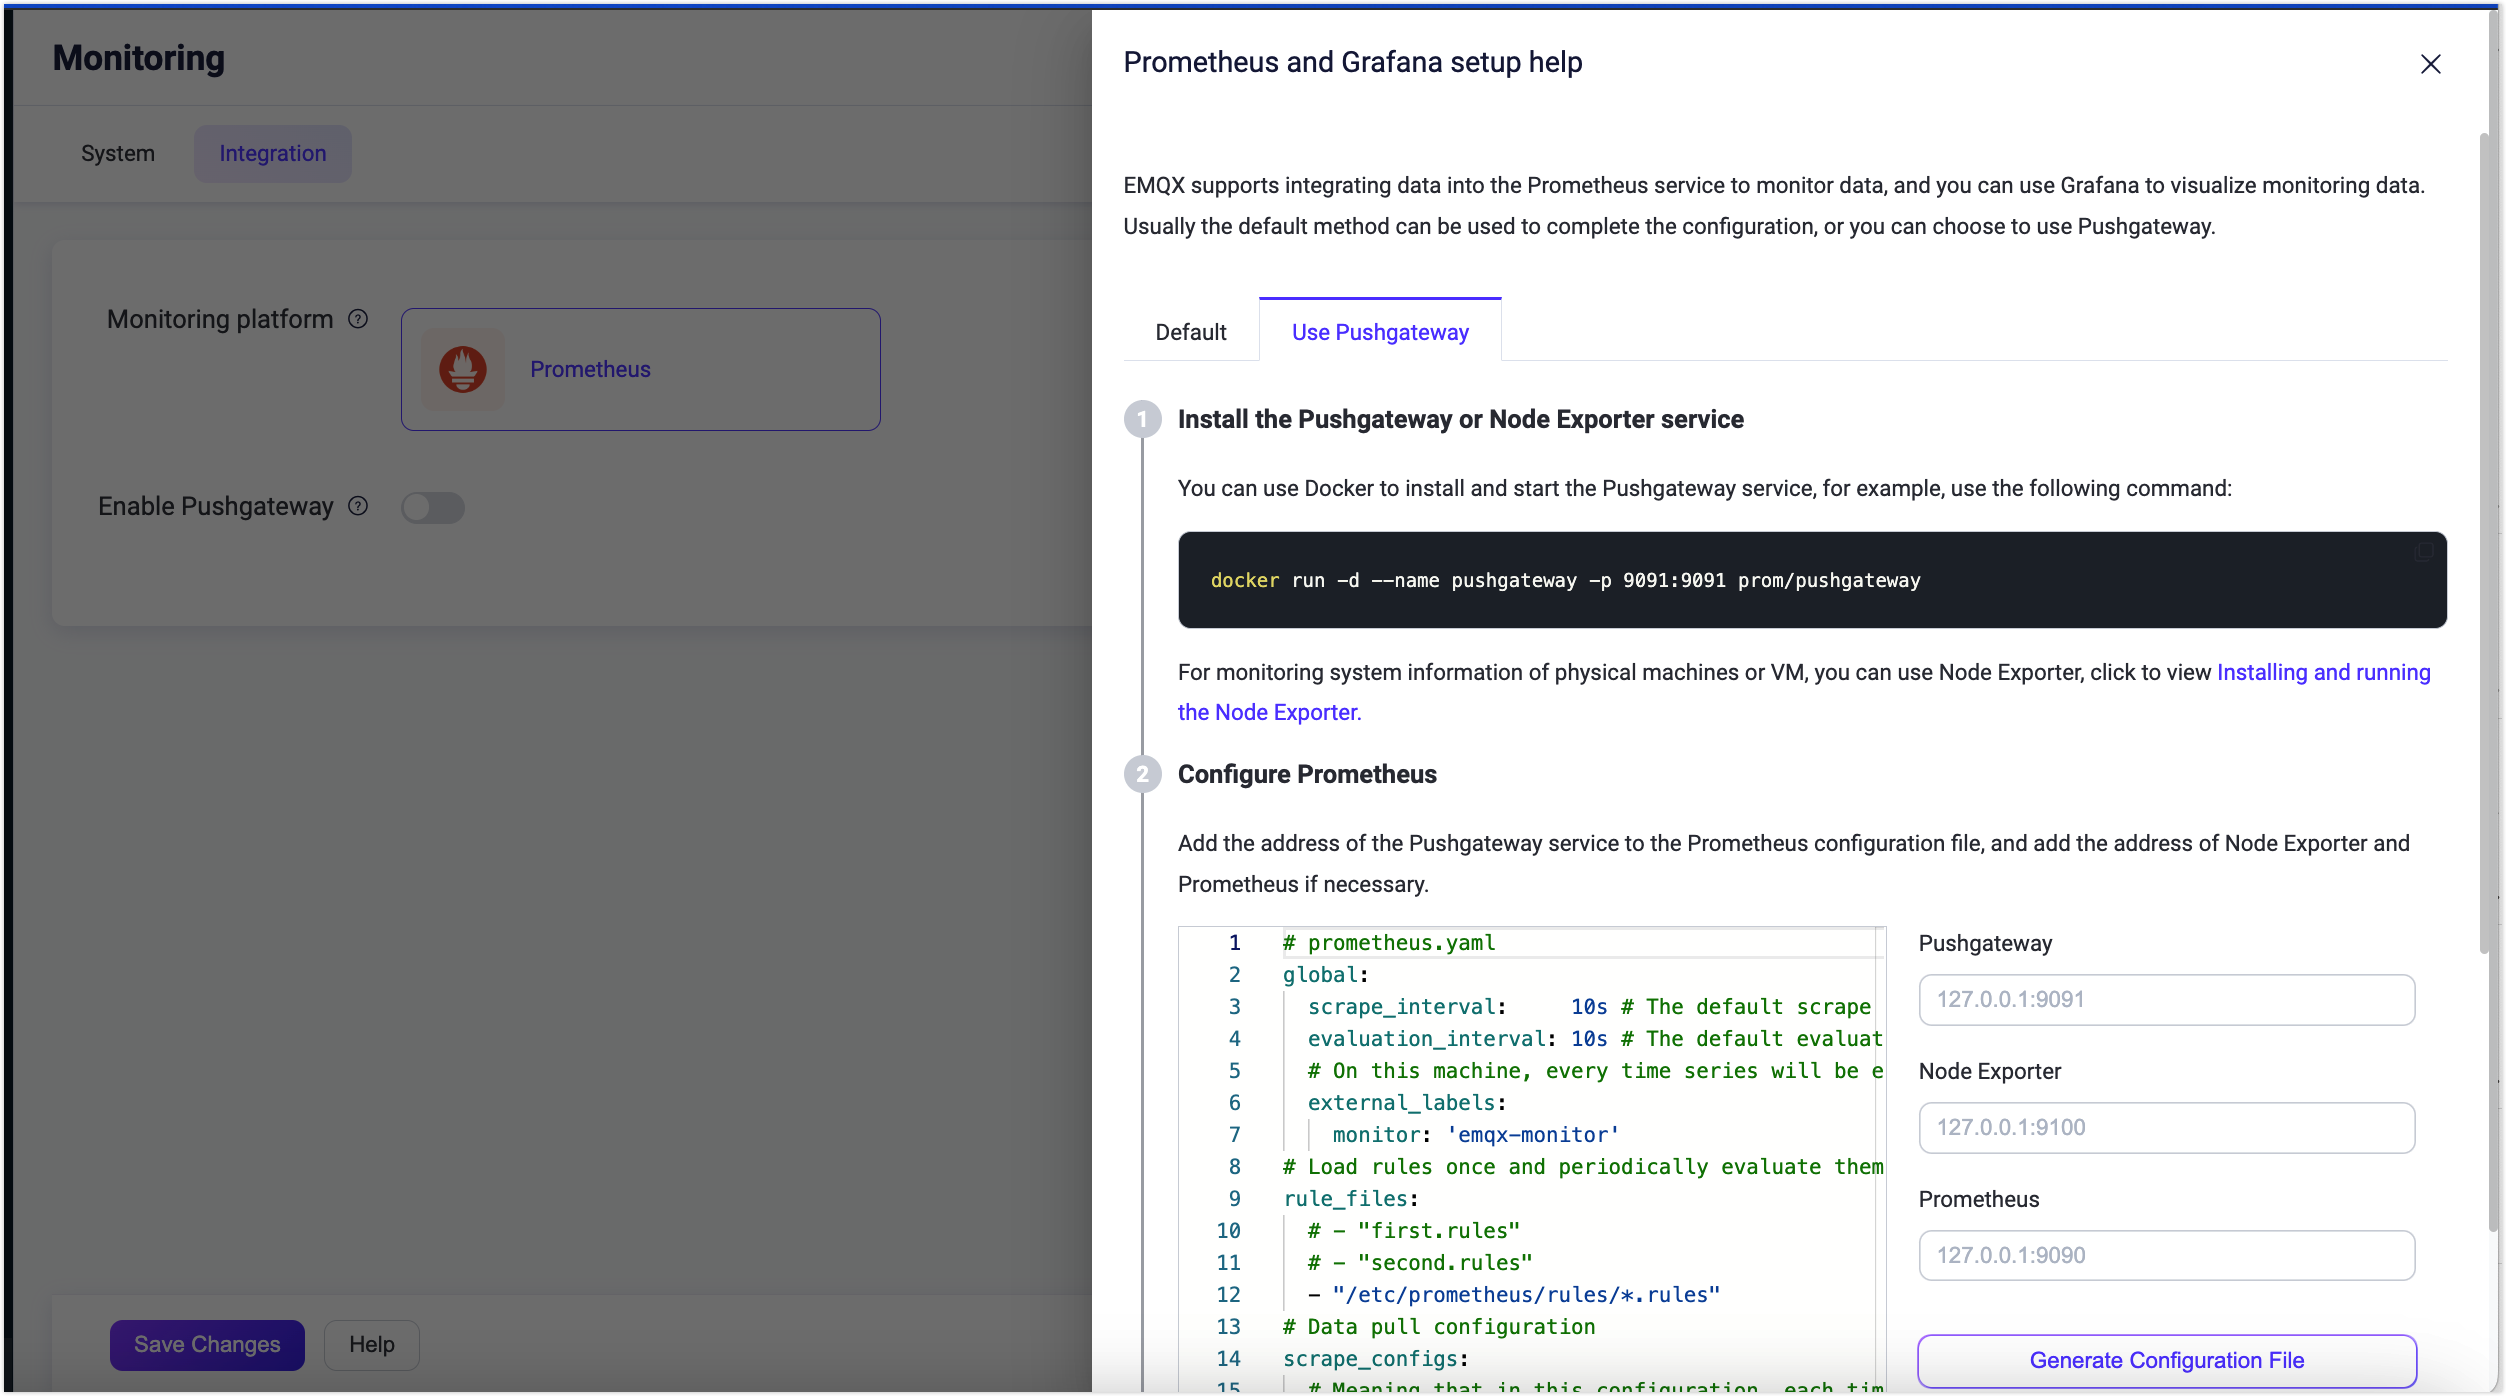 Monitoring
System
Integration
Monitoring platform ?
Prometheus
Enable Pushgateway ?
Save Changes
Help
Prometheus and Grafana setup help
EMQX supports integrating data into the Prometheus service to monitor data, and you can use Grafana to visualize monitoring data.
Usually the default method can be used to complete the configuration, or you can choose to use Pushgateway.
Default
Use Pushgateway
1 Install the Pushgateway or Node Exporter service
You can use Docker to install and start the Pushgateway service, for example, use the following command:
docker run -d --name pushgateway -p 9091:9091 prom/pushgateway
For monitoring system information of physical machines or VM, you can use Node Exporter, click to view Installing and running
the Node Exporter.
2 Configure Prometheus
Add the address of the Pushgateway service to the Prometheus configuration file, and add the address of Node Exporter and
Prometheus if necessary.
1 # prometheus.yaml
2 global:
3 scrape_interval: 10s # The default scrape
4 evaluation_interval: 10s # The default evaluat
5 # On this machine, every time series will be e
6 external_labels:
7 monitor: 'emqx-monitor'
8 # Load rules once and periodically evaluate them
9 rule_files:
10 # - "first.rules"
11 # - "second.rules"
12 - "/etc/prometheus/rules/*.rules"
13 # Data pull configuration
14 scrape_configs:
15 # Meaning that in this configuration, each tim
Pushgateway
127.0.0.1:9091
Node Exporter
127.0.0.1:9100
Prometheus
127.0.0.1:9090
Generate Configuration File